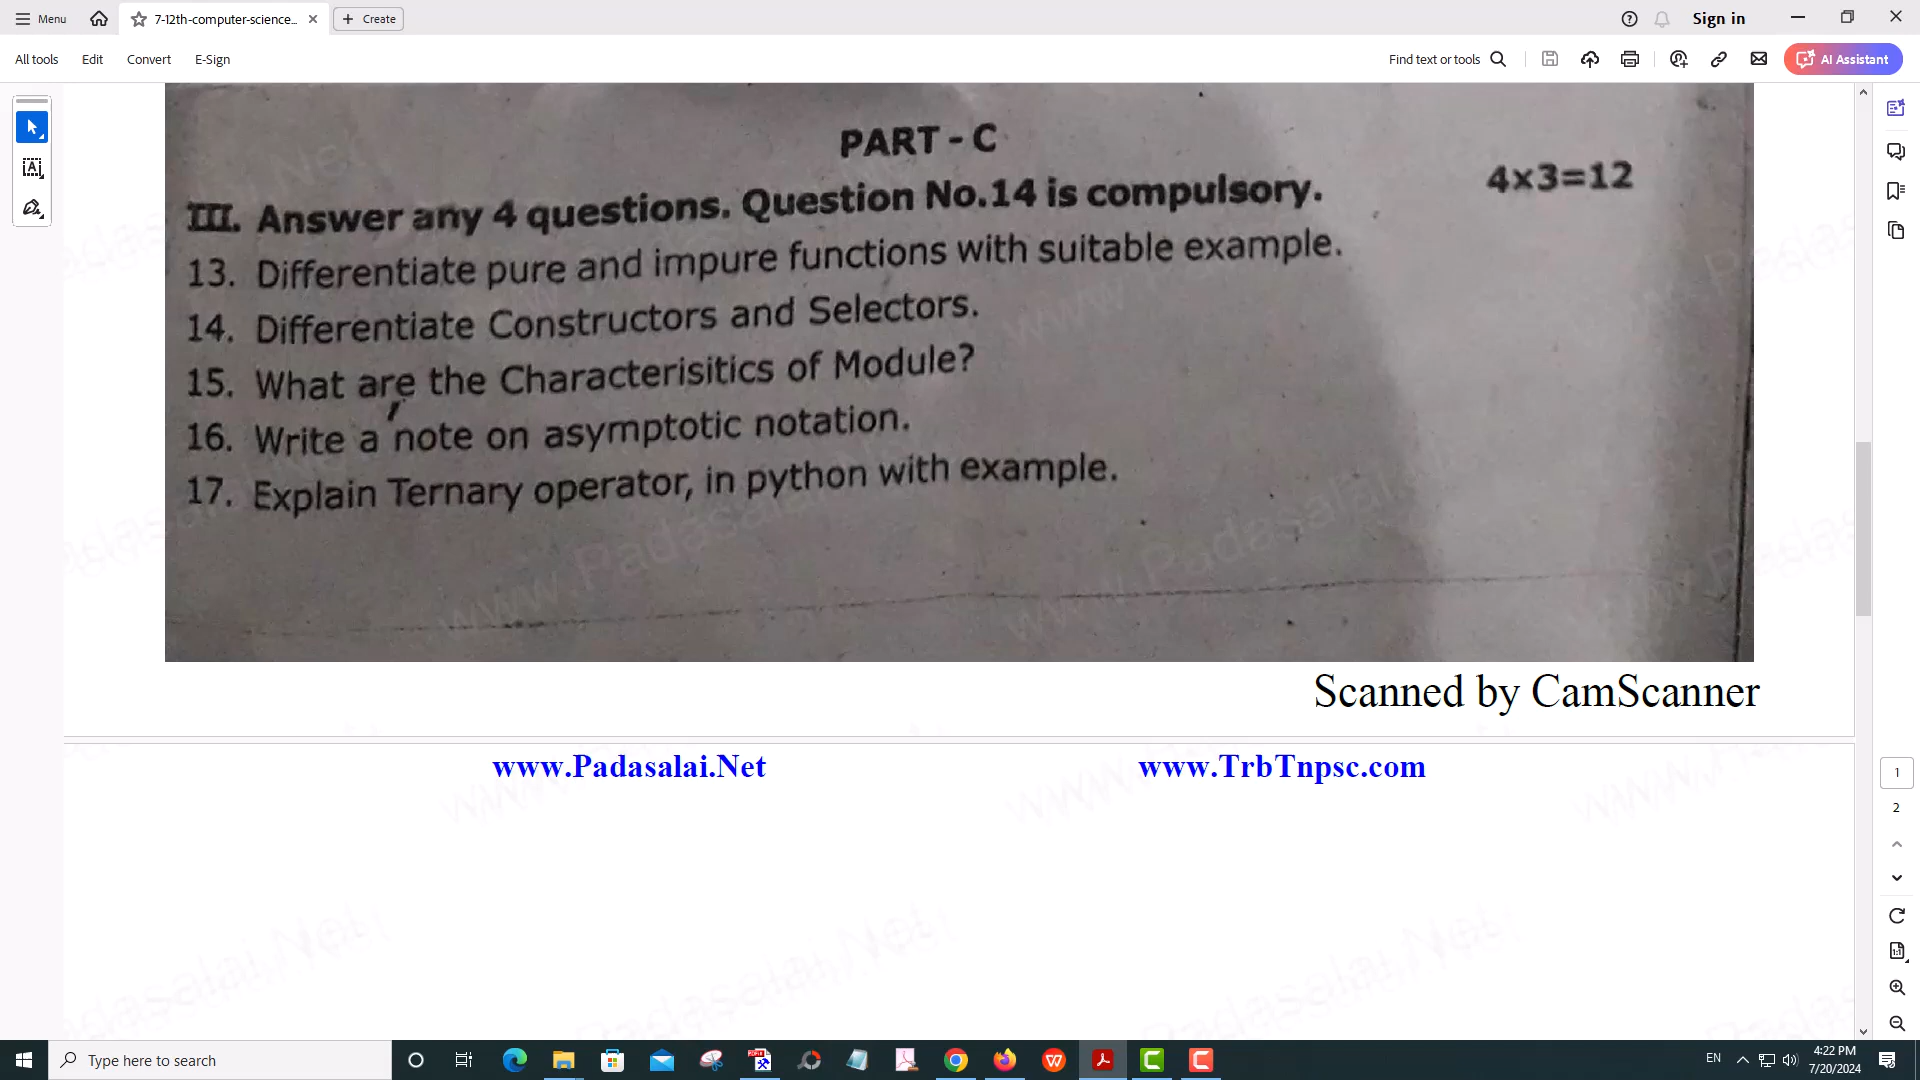 Menu
7-12th-computer-science...
Create
Sign in
All tools
Edit
Convert
E-Sign
Find text or tools
AI Assistant
PART - C
III. Answer any 4 questions. Question No.14 is compulsory.
4x3=12
13. Differentiate pure and impure functions with suitable example.
14. Differentiate Constructors and Selectors.
15. What are the Characterisitics of Module?
16. Write a note on asymptotic notation.
17. Explain Ternary operator, in python with example.
www.Padasalai.Net
Scanned by CamScanner
www.Padasalai.Net
www.TrbTnpsc.com
1
2
Type here to search
EN
4:22 PM
7/20/2024